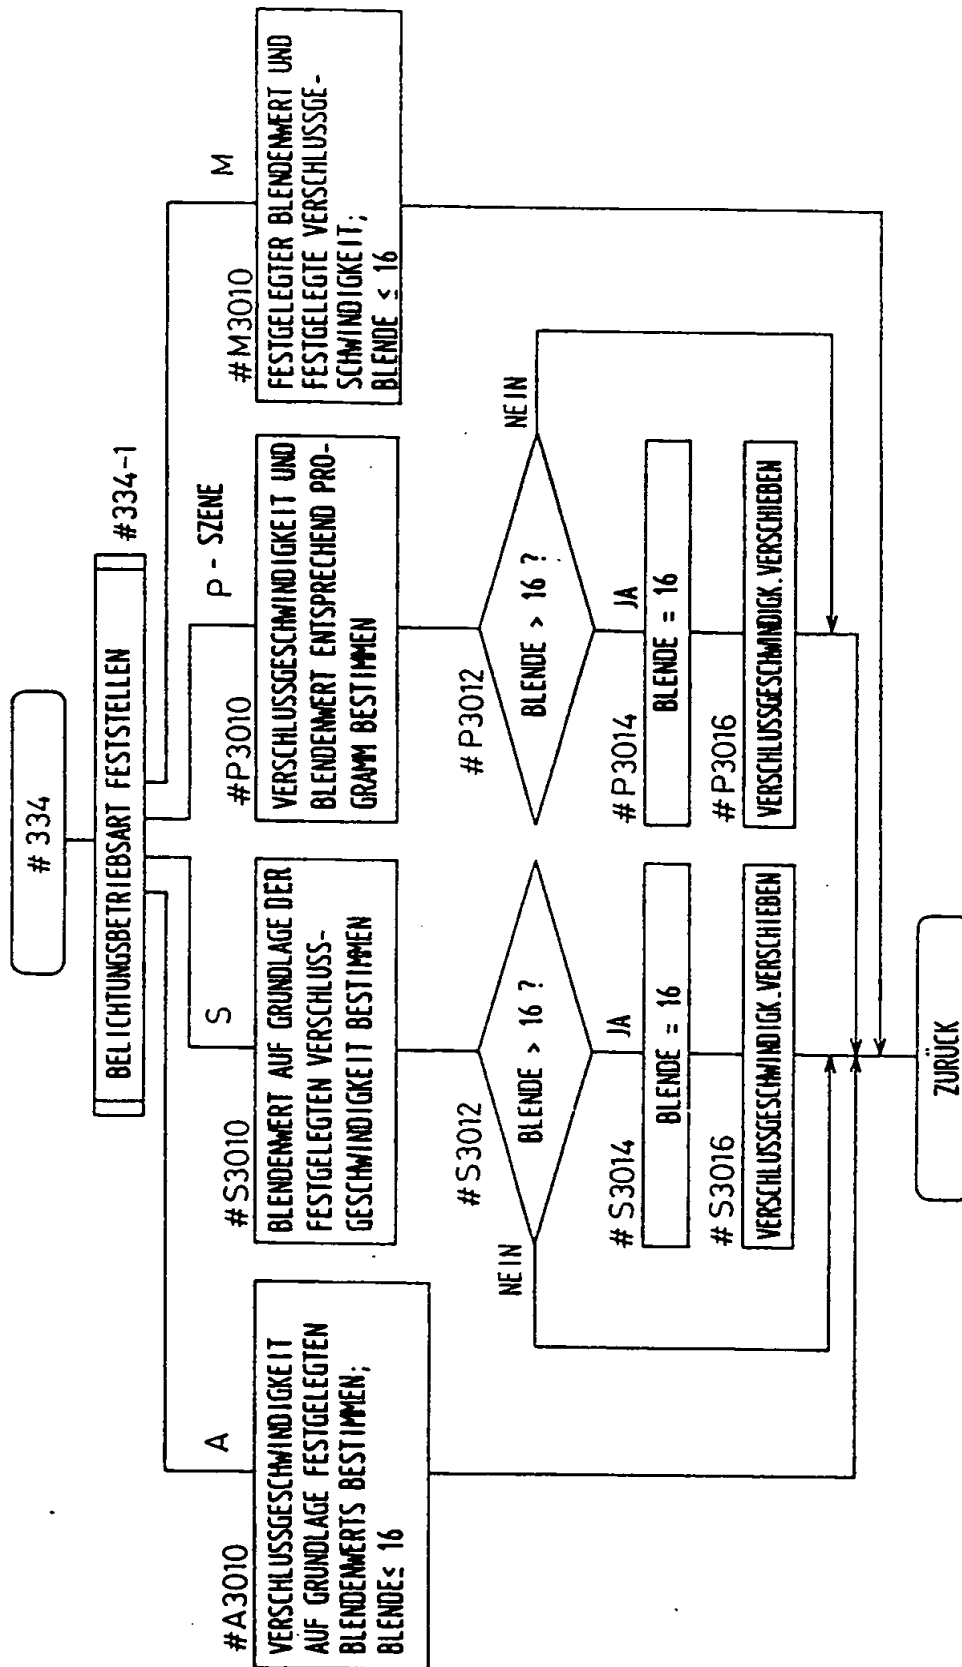 # 334
BELICHTUNGSBETRIEBSART FESTSTELLEN
#334-1
A
S
P - SZENE
M
#A3010
VERSCHLUSSGESCHWINDIGKEIT
AUF GRUNDLAGE FESTGELEGTEN
BLENDENWERTS BESTIMMEN;
BLENDE ≤ 16
#S3010
BLENDENWERT AUF GRUNDLAGE DER
FESTGELEGTEN VERSCHLUSS-
GESCHWINDIGKEIT BESTIMMEN
#P3010
VERSCHLUSSGESCHWINDIGKEIT UND
BLENDENWERT ENTSPRECHEND PRO-
GRAMM BESTIMMEN
#M3010
FESTGELEGTER BLENDENWERT UND
FESTGELEGTE VERSCHLUSSGE-
SCHWINDIGKEIT;
BLENDE ≤ 16
#S3012
BLENDE > 16 ?
NEIN
JA
#S3014
BLENDE = 16
#S3016
VERSCHLUSSGESCHWINDIGK.VERSCHIEBEN
#P3012
BLENDE > 16 ?
NEIN
JA
#P3014
BLENDE = 16
#P3016
VERSCHLUSSGESCHWINDIGK.VERSCHIEBEN
ZURÜCK